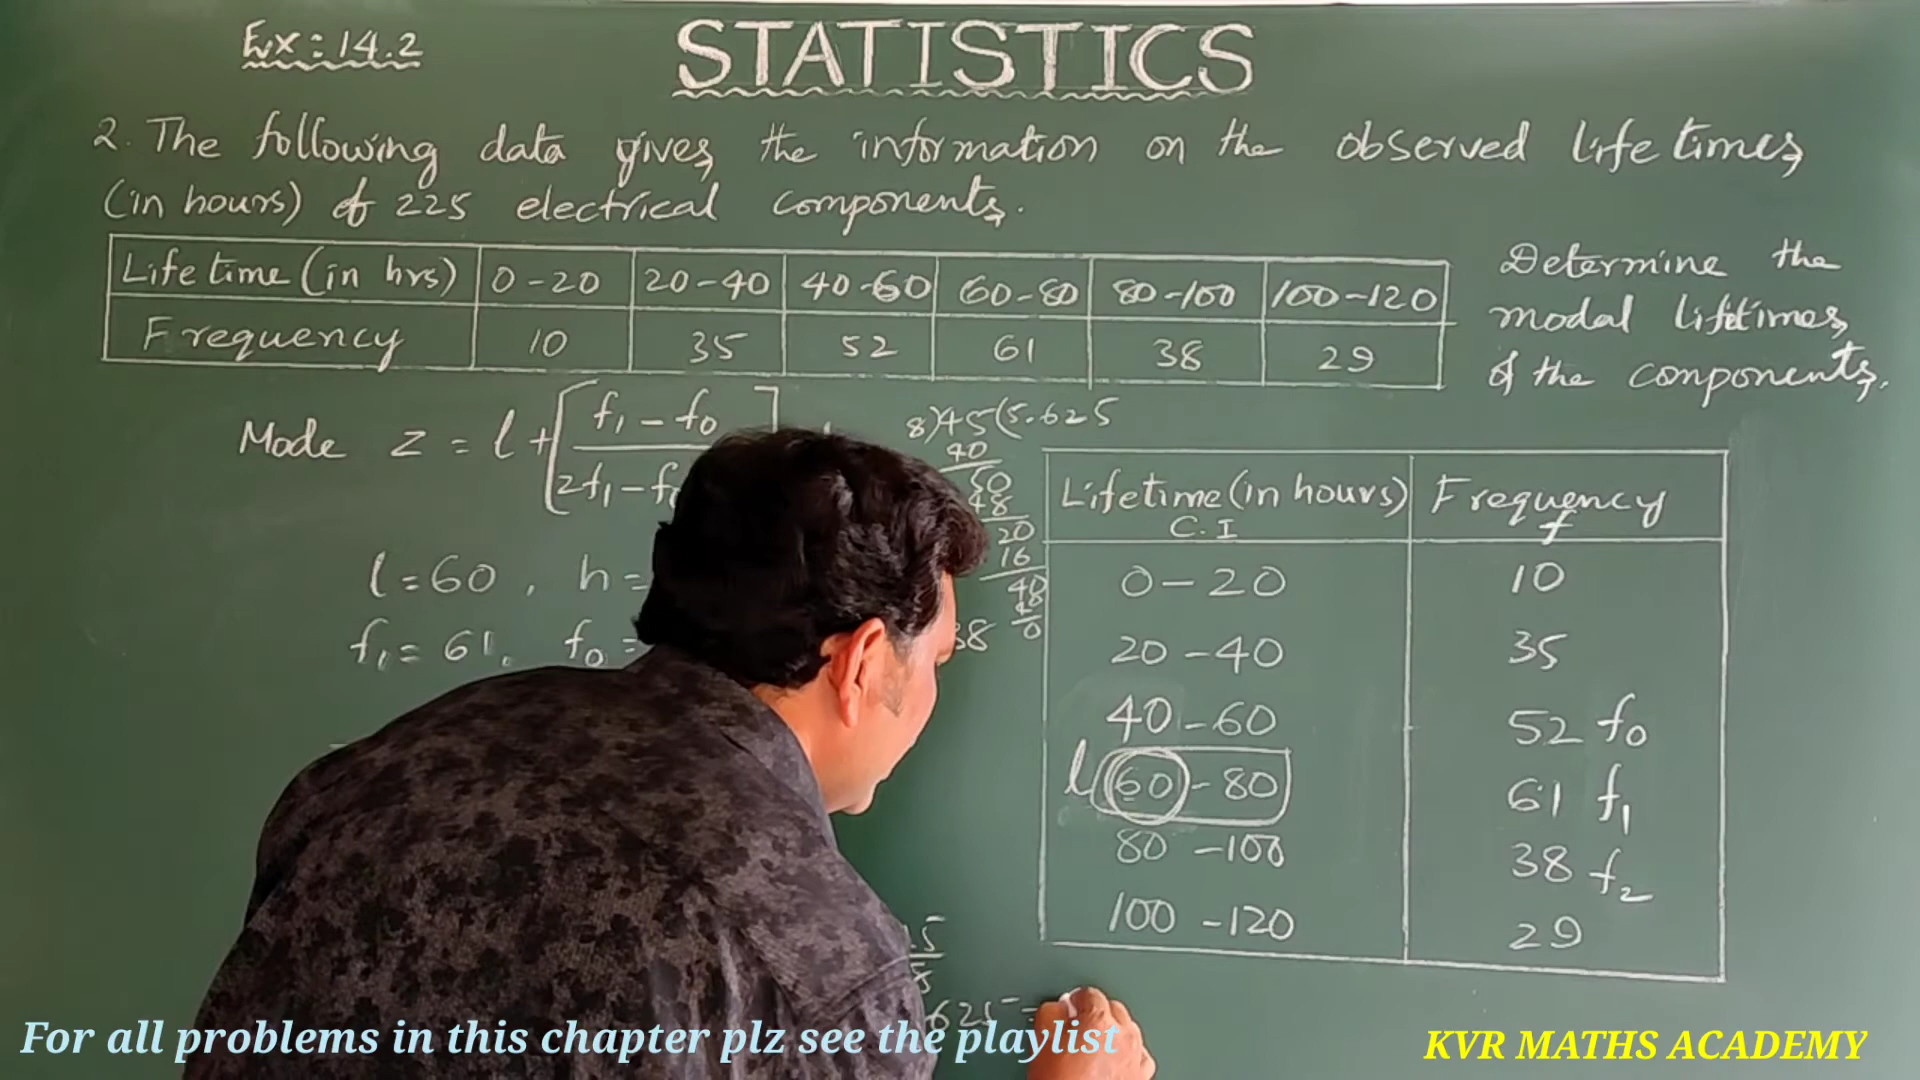 Ex: 14.2
STATISTICS
2. The following data gives the information on the observed lifetimes
(in hours) of 225 electrical components.
Life time (in hrs) 0-20 20-40 40-60 60-80 80-100 100-120
Frequency 10 35 52 61 38 29
Determine the
modal lifetimes
of the components.
Mode z = l + [ f1 - f0
2f1 - f
l = 60 , h =
f1 = 61, f0 =
38
8)45(5.625
40
50
48
20
16
40
40
0
Lifetime (in hours) Frequency
C.I f
0-20 10
20-40 35
40-60 52 f0
l 60-80 61 f1
80-100 38 f2
100-120 29
625 =
For all problems in this chapter plz see the playlist
KVR MATHS ACADEMY